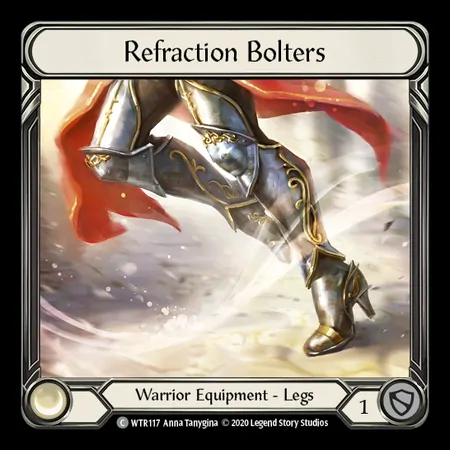 Refraction Bolters
Warrior Equipment - Legs
1
C WTR117 Anna Tanygina © 2020 Legend Story Studios